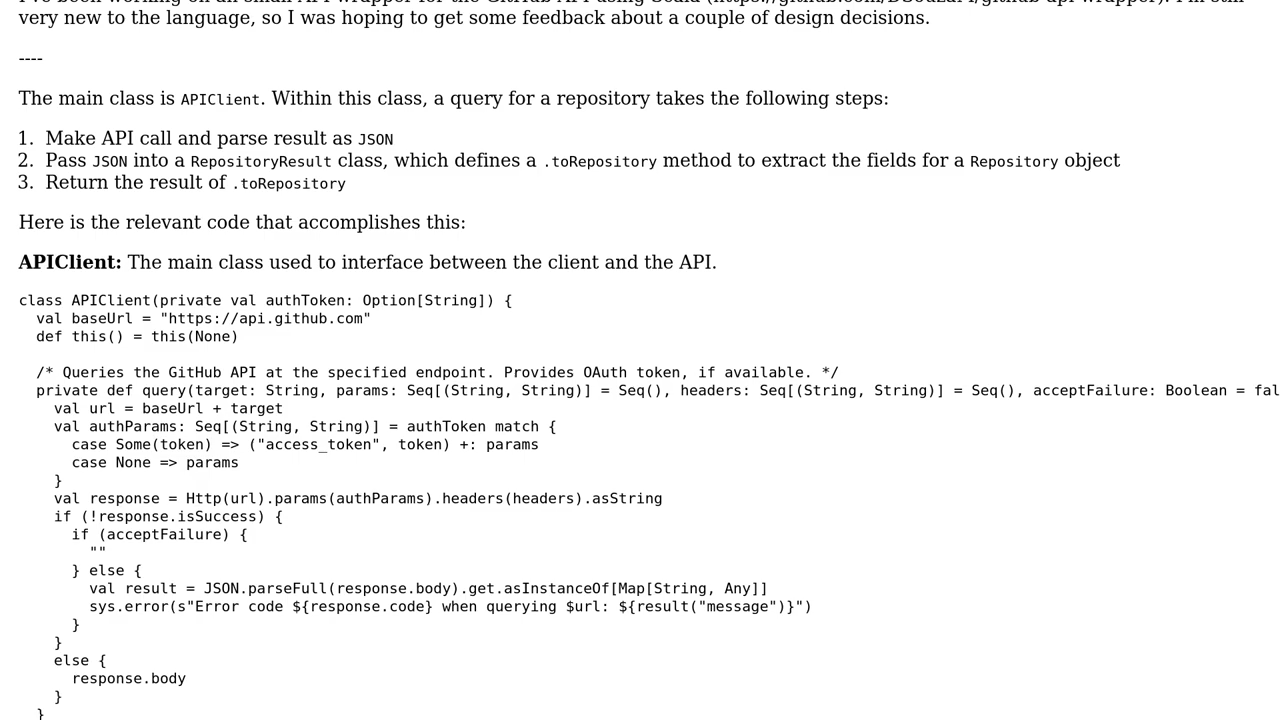 very new to the language, so I was hoping to get some feedback about a couple of design decisions.
----
The main class is APIClient. Within this class, a query for a repository takes the following steps:
1. Make API call and parse result as JSON
2. Pass JSON into a RepositoryResult class, which defines a .toRepository method to extract the fields for a Repository object
3. Return the result of .toRepository
Here is the relevant code that accomplishes this:
APIClient: The main class used to interface between the client and the API.
class APIClient(private val authToken: Option[String]) {
  val baseUrl = "https://api.github.com"
  def this() = this(None)
  /* Queries the GitHub API at the specified endpoint. Provides OAuth token, if available. */
  private def query(target: String, params: Seq[(String, String)] = Seq(), headers: Seq[(String, String)] = Seq(), acceptFailure: Boolean = fal
    val url = baseUrl + target
    val authParams: Seq[(String, String)] = authToken match {
      case Some(token) => ("access_token", token) +: params
      case None => params
    }
    val response = Http(url).params(authParams).headers(headers).asString
    if (!response.isSuccess) {
      if (acceptFailure) {
        ""
      } else {
        val result = JSON.parseFull(response.body).get.asInstanceOf[Map[String, Any]]
        sys.error(s"Error code ${response.code} when querying $url: ${result("message")}")
      }
    }
    else {
      response.body
    }
  }